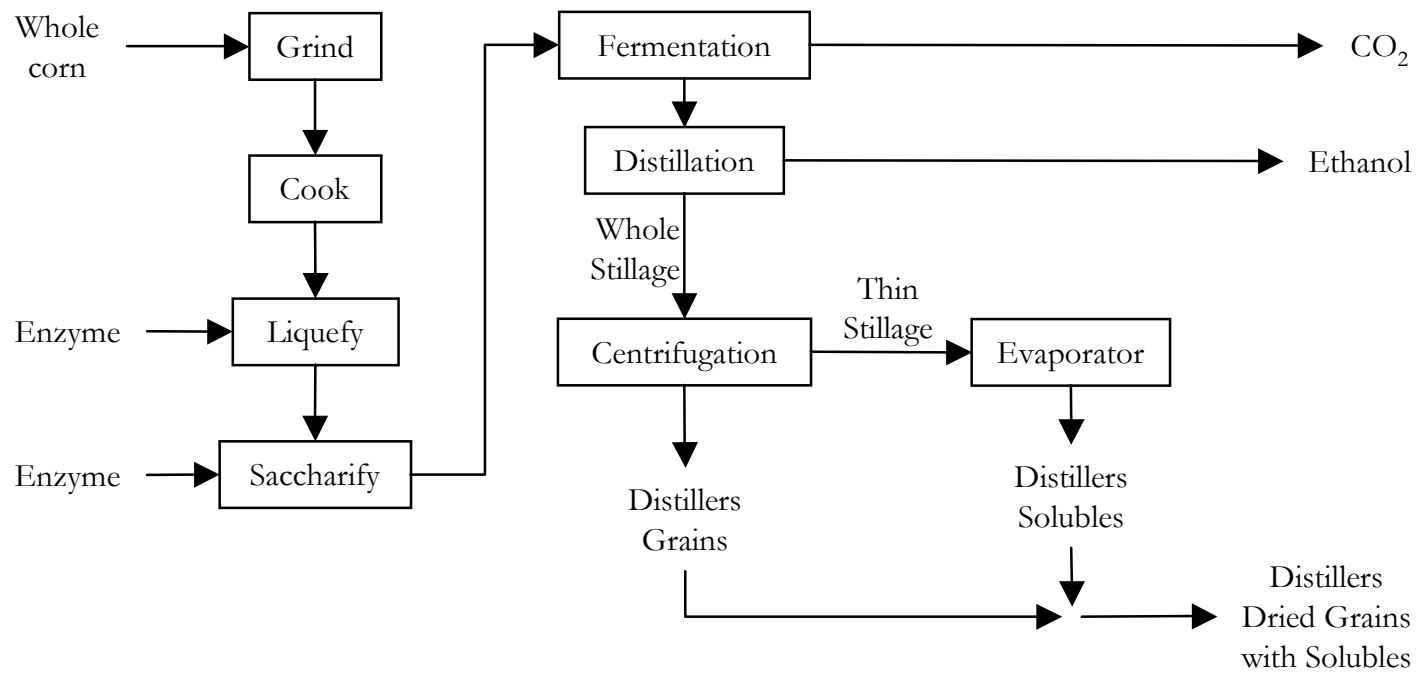 Whole
corn
Grind
Cook
Enzyme
Liquefy
Enzyme
Saccharify
Fermentation
CO2
Distillation
Ethanol
Whole
Stillage
Centrifugation
Thin
Stillage
Evaporator
Distillers
Grains
Distillers
Solubles
Distillers
Dried Grains
with Solubles